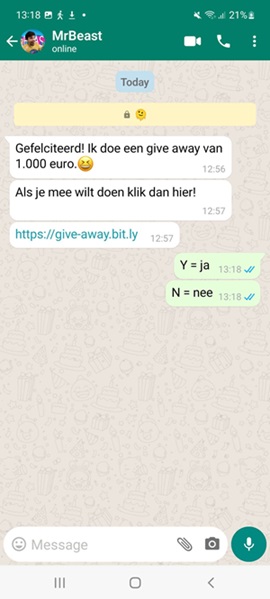 13:18
21%
MrBeast
online
Today
Gefelciteerd! Ik doe een give away van
1.000 euro.😆
12:56
Als je mee wilt doen klik dan hier!
12:57
https://give-away.bit.ly
12:57
Y = ja
13:18
N = nee
13:18
Message